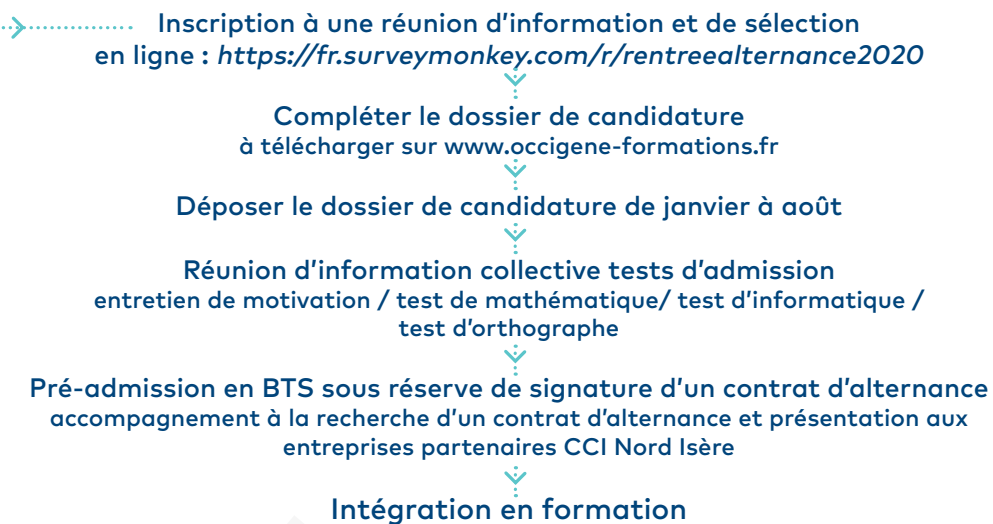 Inscription à une réunion d'information et de sélection
en ligne : https://fr.surveymonkey.com/r/rentreealternance2020
Compléter le dossier de candidature
à télécharger sur www.occigene-formations.fr
Déposer le dossier de candidature de janvier à août
Réunion d'information collective tests d'admission
entretien de motivation / test de mathématique/ test d'informatique /
test d'orthographe
Pré-admission en BTS sous réserve de signature d'un contrat d'alternance
accompagnement à la recherche d'un contrat d'alternance et présentation aux
entreprises partenaires CCI Nord Isère
Intégration en formation